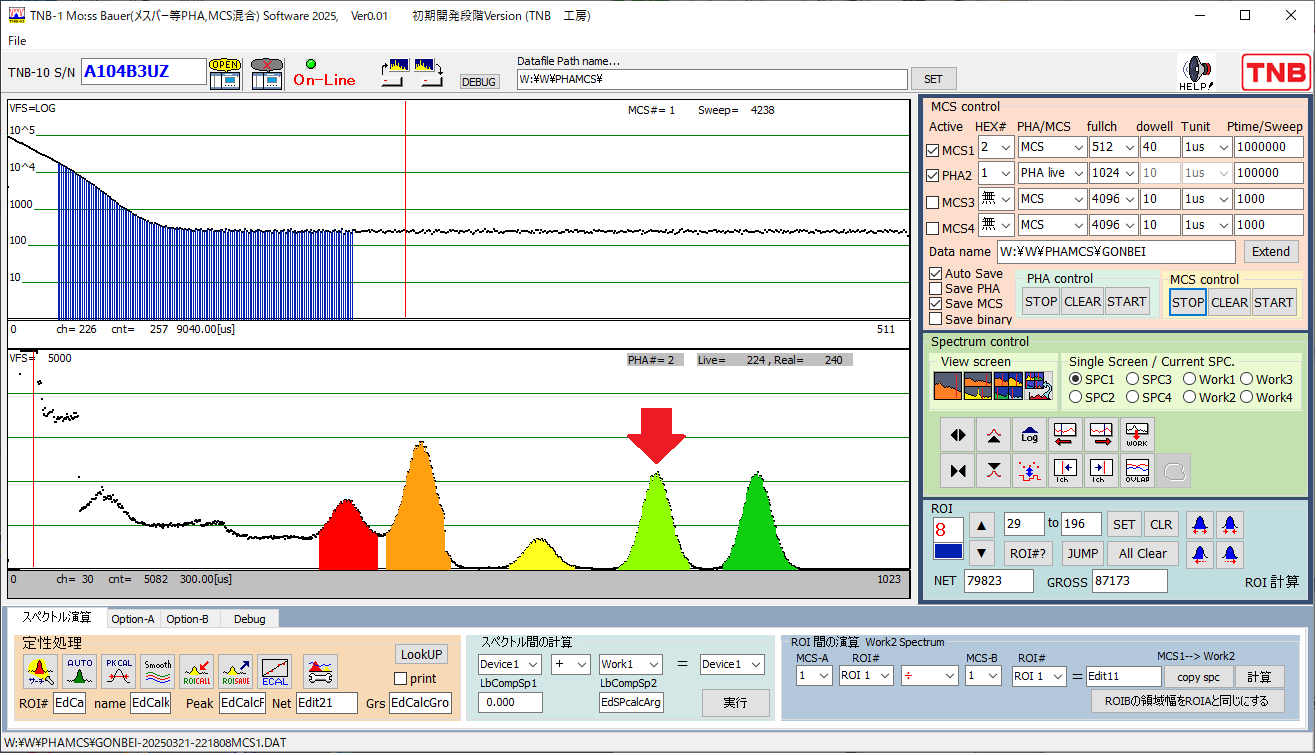 TNB-1 Mo:ss Bauer(メスバー等PHA,MCS混合) Software 2025, Ver0.01 初期開発段階Version (TNB 工房)
File
TNB-10 S/N A104B3UZ OPEN On-Line DEBUG
Datafile Path name...
W:¥W¥PHAMCS¥ SET HELP! TNB
VFS=LOG MCS#= 1 Sweep= 4238
10^5
10^4
1000
100
10
0 ch= 226 cnt= 257 9040.00[us] 511
VFS= 5000 PHA#= 2 Live= 224 , Real= 240
0 ch= 30 cnt= 5082 300.00[us] 1023
MCS control
Active HEX# PHA/MCS fullch dowell Tunit Ptime/Sweep
MCS1 2 MCS 512 40 1us 1000000
PHA2 1 PHA live 1024 10 1us 100000
MCS3 無 MCS 4096 10 1us 1000
MCS4 無 MCS 4096 10 1us 1000
Data name W:¥W¥PHAMCS¥GONBEI Extend
Auto Save
Save PHA
Save MCS
Save binary
PHA control
STOP CLEAR START
MCS control
STOP CLEAR START
Spectrum control
View screen
Single Screen / Current SPC.
SPC1 SPC3 Work1 Work3
SPC2 SPC4 Work2 Work4
Log WORK
1ch 1ch OVLAP
ROI
8 ▲ 29 to 196 SET CLR
▼ ROI#? JUMP All Clear
NET 79823 GROSS 87173 ROI 計算
スペクトル演算 Option-A Option-B Debug
定性処理
サーチ AUTO PKCAL Smooth ROICALL ROISAVE ECAL
LookUP
print
ROI# EdCa name EdCalk Peak EdCalcF Net Edit21 Grs EdCalcGro
スペクトル間の計算
Device1 + Work1 = Device1
LbCompSp1 LbCompSp2
0.000 EdSPcalcArg 実行
ROI 間の演算 Work2 Spectrum
MCS-A ROI# MCS-B ROI# MCS1--> Work2
1 ROI 1 ÷ 1 ROI 1 = Edit11 copy spc 計算
ROIBの領域幅をROIAと同じにする
W:¥W¥PHAMCS¥GONBEI-20250321-221808MCS1.DAT